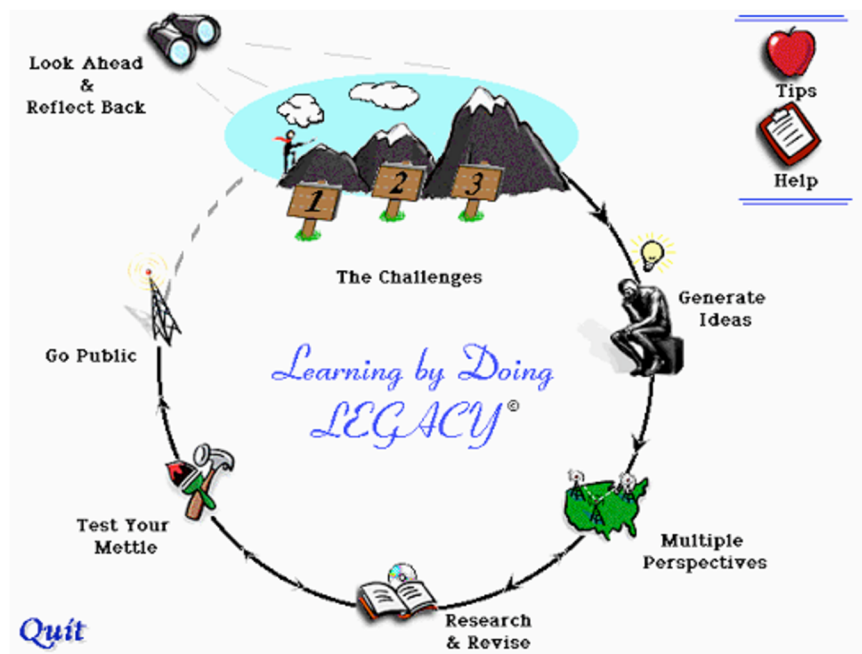 Look Ahead
&
Reflect Back
Tips
Help
1
2
3
The Challenges
Generate
Ideas
Go Public
Learning by Doing
LEGACY©
Test Your
Mettle
Multiple
Perspectives
Research
& Revise
Quit